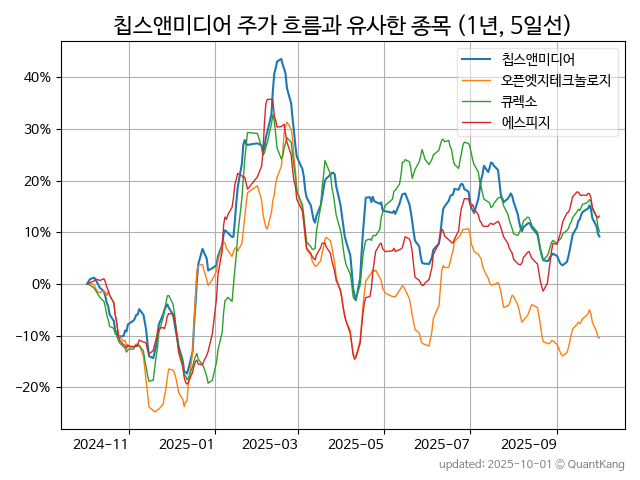 칩스앤미디어 주가 흐름과 유사한 종목 (1년, 5일선)
칩스앤미디어
오픈엣지테크놀로지
큐렉소
에스피지
40%
30%
20%
10%
0%
−10%
−20%
2024-11
2025-01
2025-03
2025-05
2025-07
2025-09
updated: 2025-10-01 © QuantKang